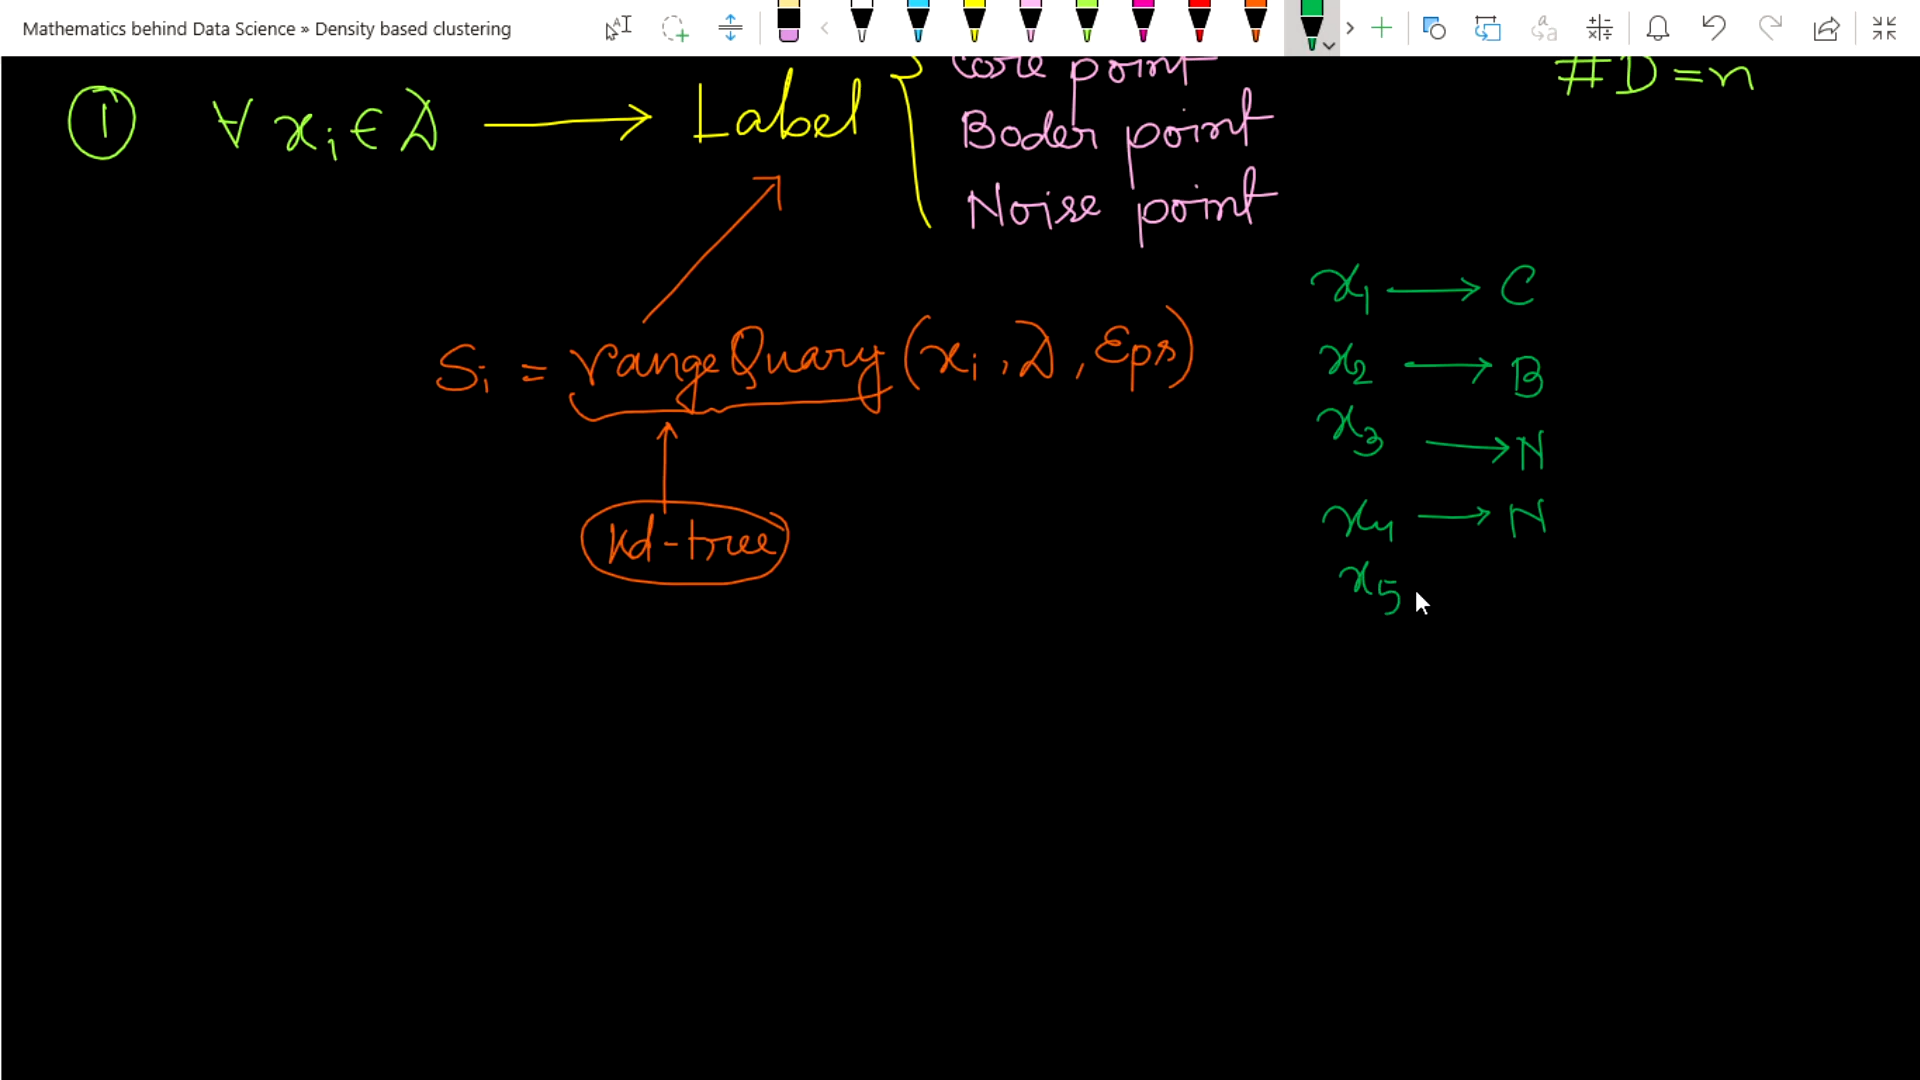 Mathematics behind Data Science » Density based clustering
Core point
#D = n
① ∀ xi ∈ D → Label
Boder point
Noise point
x1 → C
Si = rangeQuary (xi, D, Eps)
x2 → B
x3 → N
kd-tree
x4 → N
x5